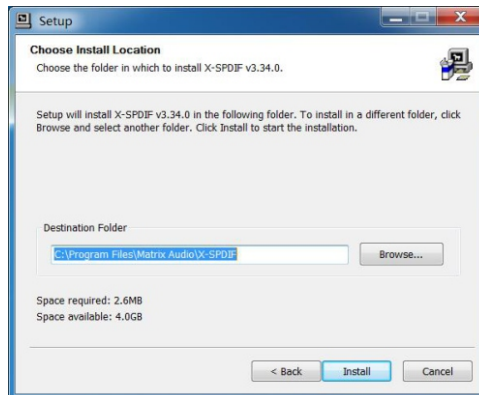 Setup
Choose Install Location
Choose the folder in which to install X-SPDIF v3.34.0.
Setup will install X-SPDIF v3.34.0 in the following folder. To install in a different folder, click
Browse and select another folder. Click Install to start the installation.
Destination Folder
C:\Program Files\Matrix Audio\X-SPDIF
Browse...
Space required: 2.6MB
Space available: 4.0GB
< Back
Install
Cancel